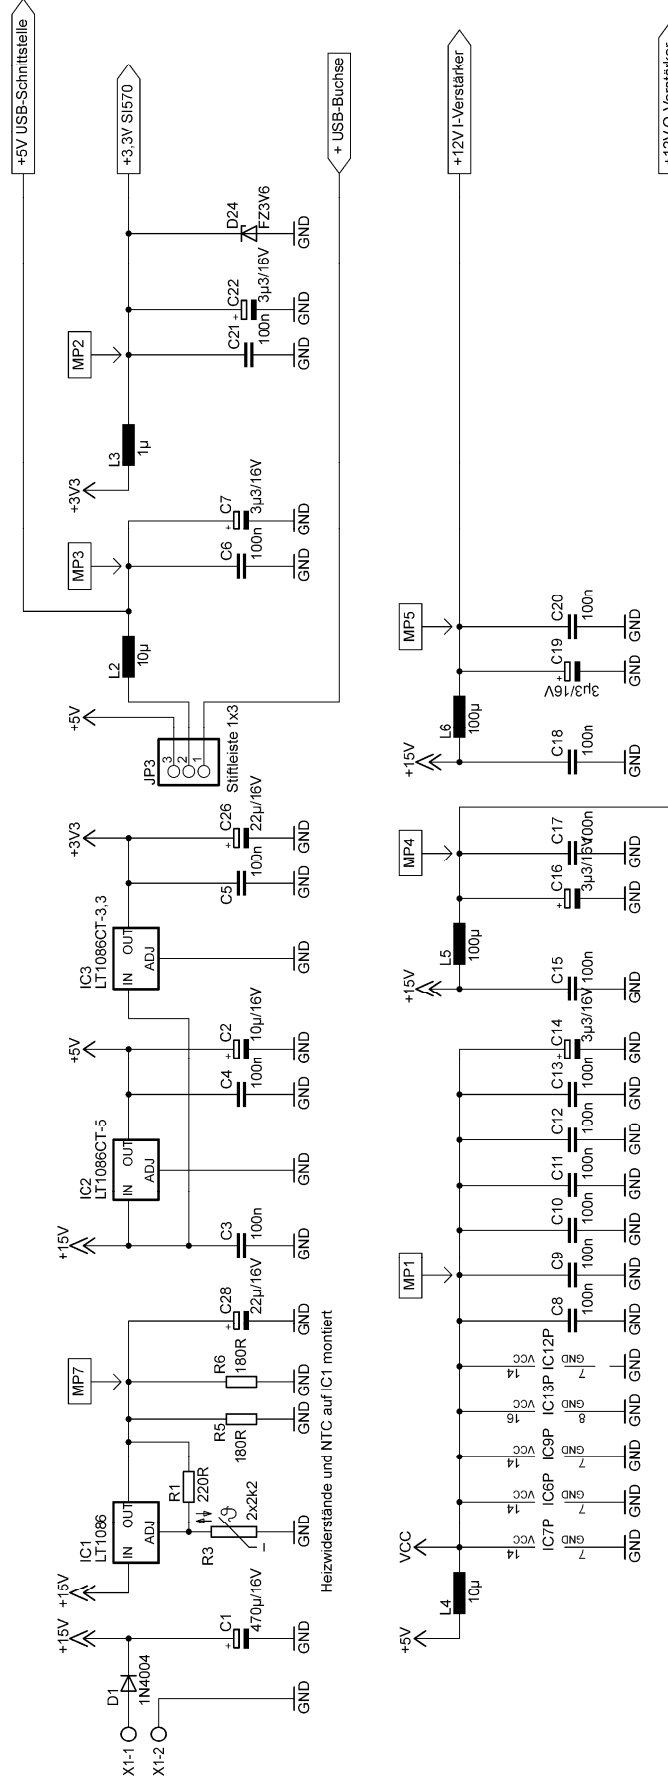 X1-1
X1-2
D1
1N4004
+15V
C1
470µ/16V
GND
GND
+15V
IC1
LT1086
IN
OUT
ADJ
R1
220R
R3
2x2k2
GND
MP7
R5
180R
GND
R6
180R
GND
C28
22µ/16V
GND
Heizwiderstände und NTC auf IC1 montiert
+15V
C3
100n
GND
IC2
LT1086CT-5
IN
OUT
ADJ
GND
+5V
C4
100n
C2
10µ/16V
GND
IC3
LT1086CT-3,3
IN
OUT
ADJ
GND
+3V3
C5
100n
C26
22µ/16V
GND
JP3
3
2
1
Stiftleiste 1x3
+5V
L2
10µ
MP3
C6
100n
GND
C7
3µ3/16V
GND
+3V3
L3
1µ
MP2
C21
100n
GND
C22
3µ3/16V
GND
D24
FZ3V6
GND
+5V USB-Schnittstelle
+3,3V SI570
+ USB-Buchse
+5V
L4
10µ
VCC
IC7P
14
VCC
GND
7
GND
IC6P
14
VCC
GND
7
GND
IC9P
14
VCC
GND
7
GND
IC13P
16
VCC
GND
8
GND
IC12P
14
VCC
GND
7
GND
C8
100n
GND
MP1
C9
100n
GND
C10
100n
GND
C11
100n
GND
C12
100n
GND
C13
100n
GND
C14
3µ3/16V
GND
+15V
C15
100n
GND
L5
100µ
C16
3µ3/16V
GND
MP4
C17
100n
GND
+15V
C18
100n
GND
L6
100µ
C19
3µ3/16V
GND
MP5
C20
100n
GND
+12V I-Verstärker